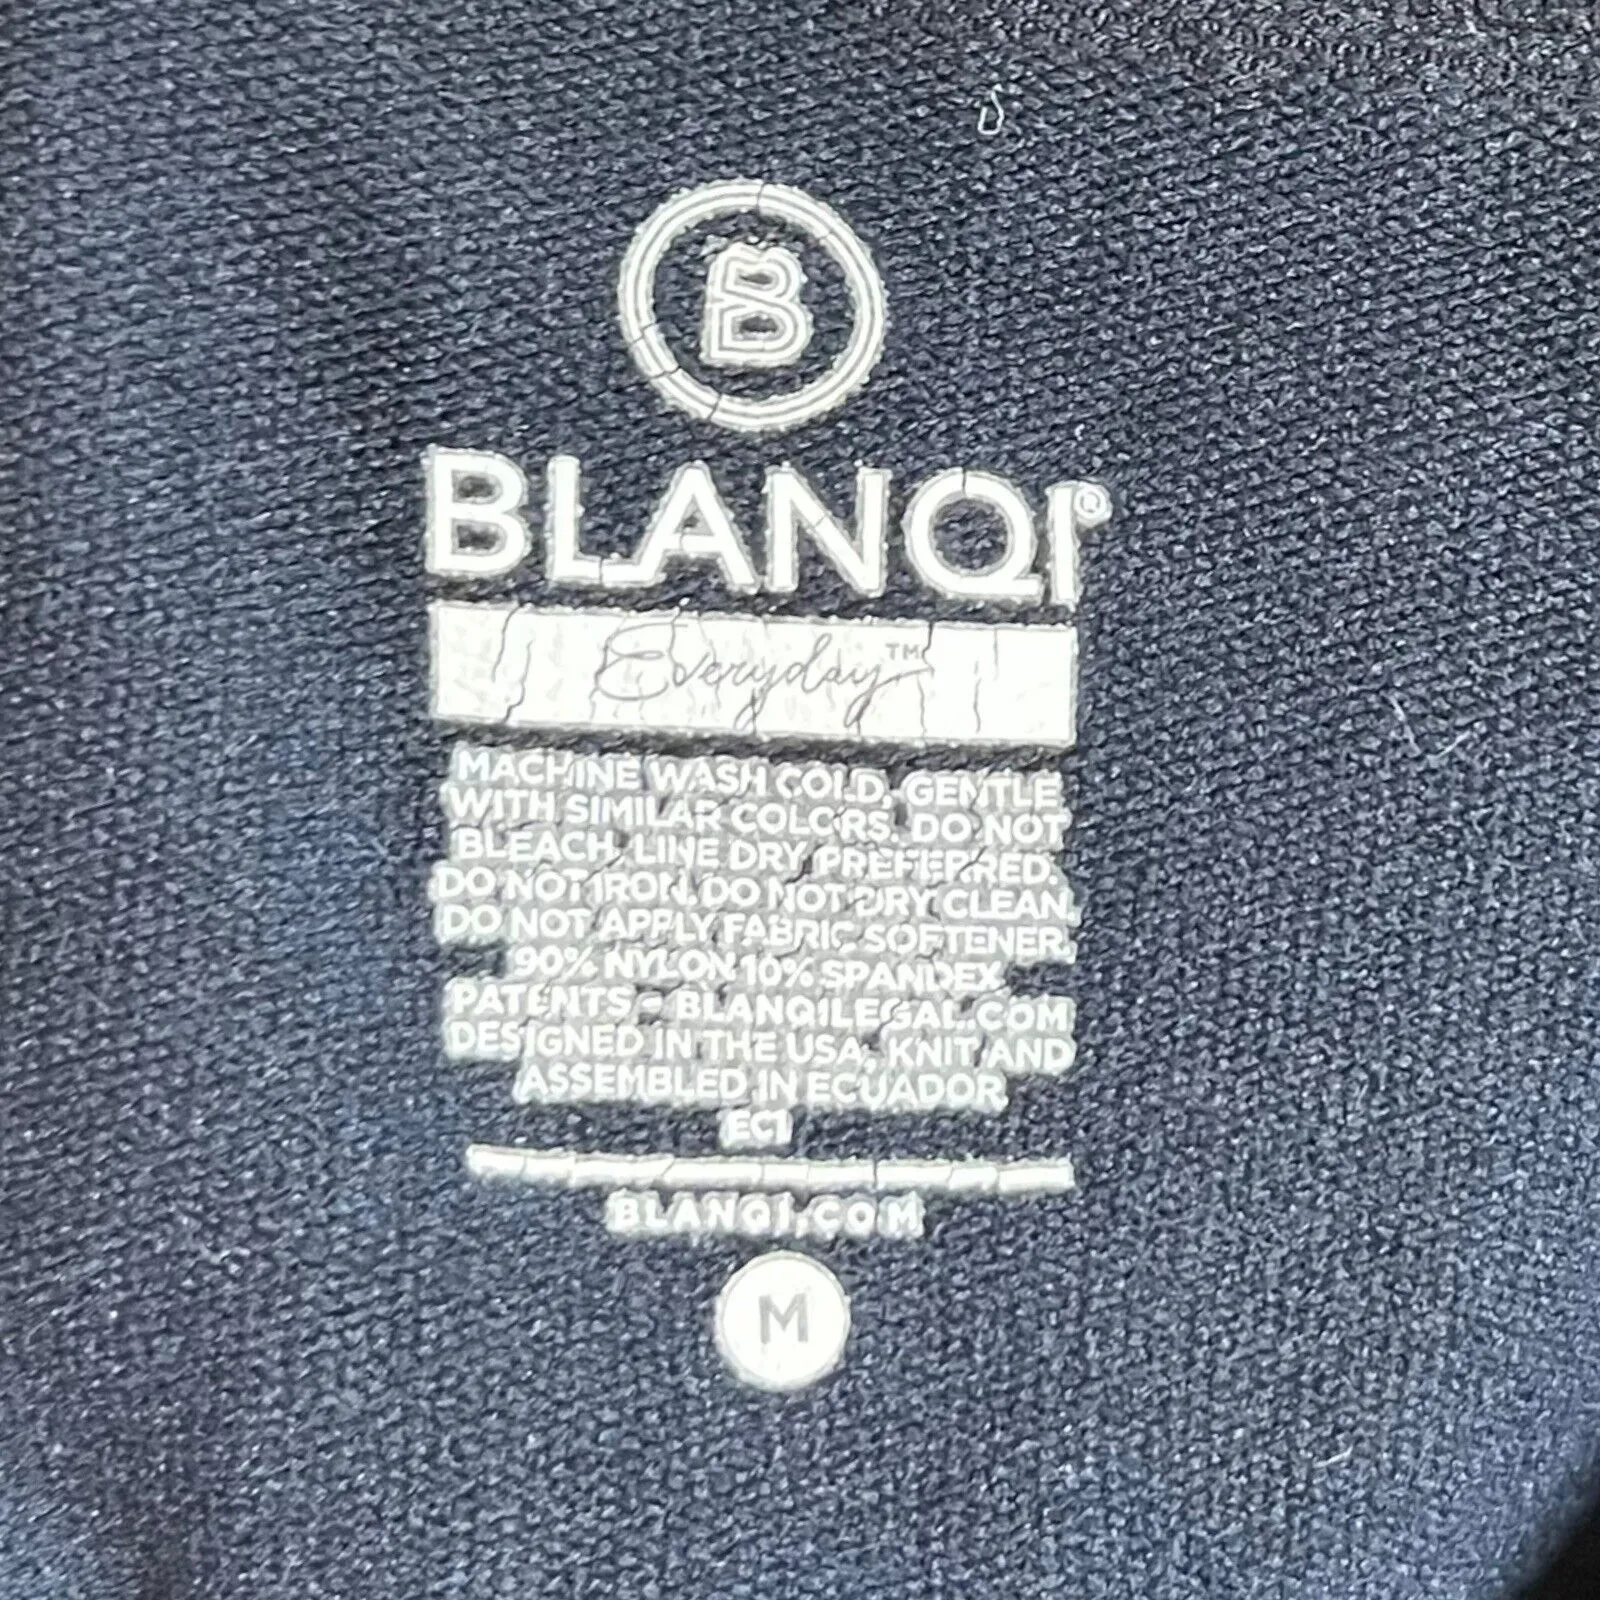 B
BLANQI®
Everyday™
MACHINE WASH COLD, GENTLE
WITH SIMILAR COLORS. DO NOT
BLEACH, LINE DRY PREFERRED.
DO NOT IRON. DO NOT DRY CLEAN.
DO NOT APPLY FABRIC SOFTENER.
90% NYLON 10% SPANDEX
PATENTS - BLANQILEGAL.COM
DESIGNED IN THE USA, KNIT AND
ASSEMBLED IN ECUADOR
EC1
BLANQI.COM
M